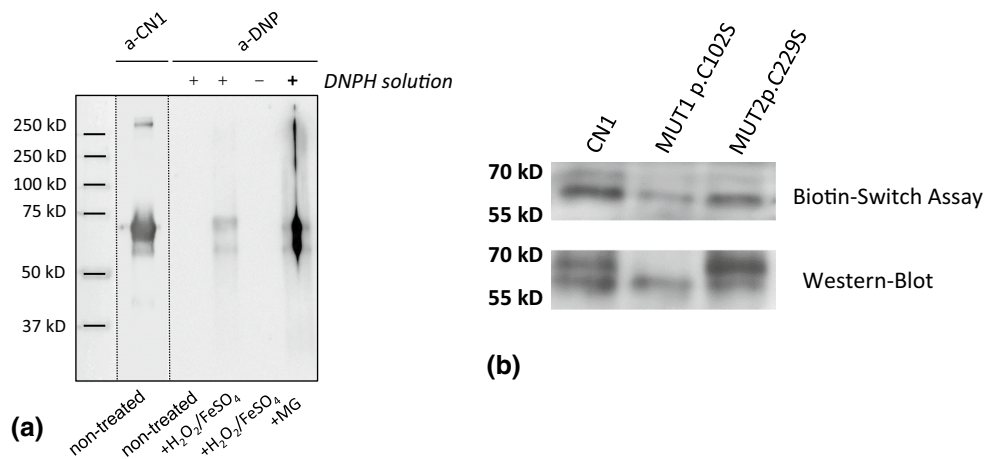 a-CN1
a-DNP
+ + – + DNPH solution
250 kD
250 kD
100 kD
75 kD
50 kD
37 kD
non-treated
non-treated
+H₂O₂/FeSO₄
+H₂O₂/FeSO₄
+MG
(a)
CN1
MUT1 p.C102S
MUT2p.C229S
70 kD
55 kD
Biotin-Switch Assay
70 kD
55 kD
Western-Blot
(b)